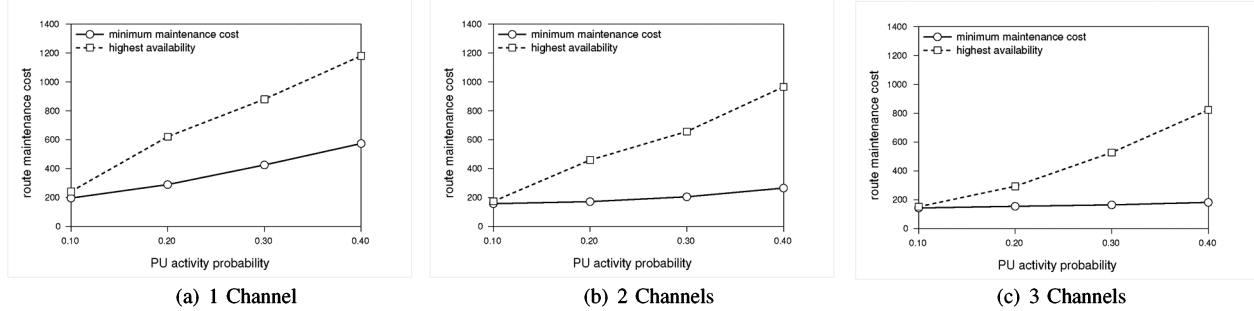 1400
1200
1000
800
600
400
200
0
minimum maintenance cost
highest availability
route maintenance cost
0.10 0.20 0.30 0.40
PU activity probability
(a) 1 Channel
1400
1200
1000
800
600
400
200
0
minimum maintenance cost
highest availability
route maintenance cost
0.10 0.20 0.30 0.40
PU activity probability
(b) 2 Channels
1400
1200
1000
800
600
400
200
0
minimum maintenance cost
highest availability
route maintenance cost
0.10 0.20 0.30 0.40
PU activity probability
(c) 3 Channels